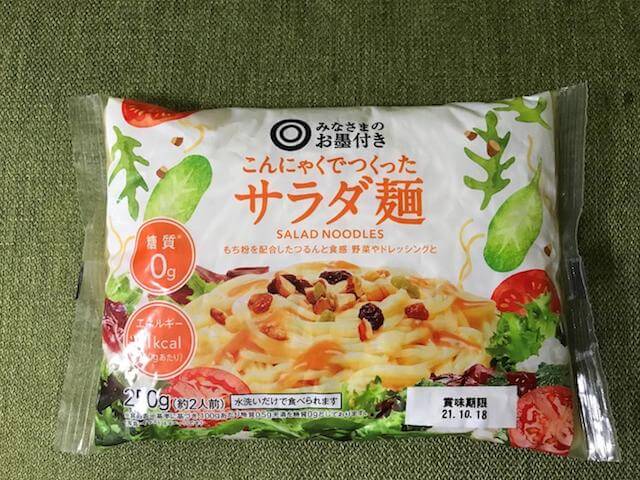 みなさまの
お墨付き
こんにゃくでつくった
サラダ麺
SALAD NOODLES
もち粉を配合したつるんと食感 野菜やドレッシングと
糖質※
0g
エネルギー
1kcal
250g(約2人前)
水洗いだけで食べられます
賞味期限
21.10.18